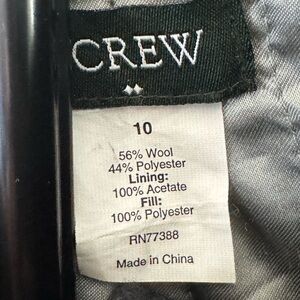 CREW
10
56% Wool
44% Polyester
Lining:
100% Acetate
Fill:
100% Polyester
RN77388
Made in China